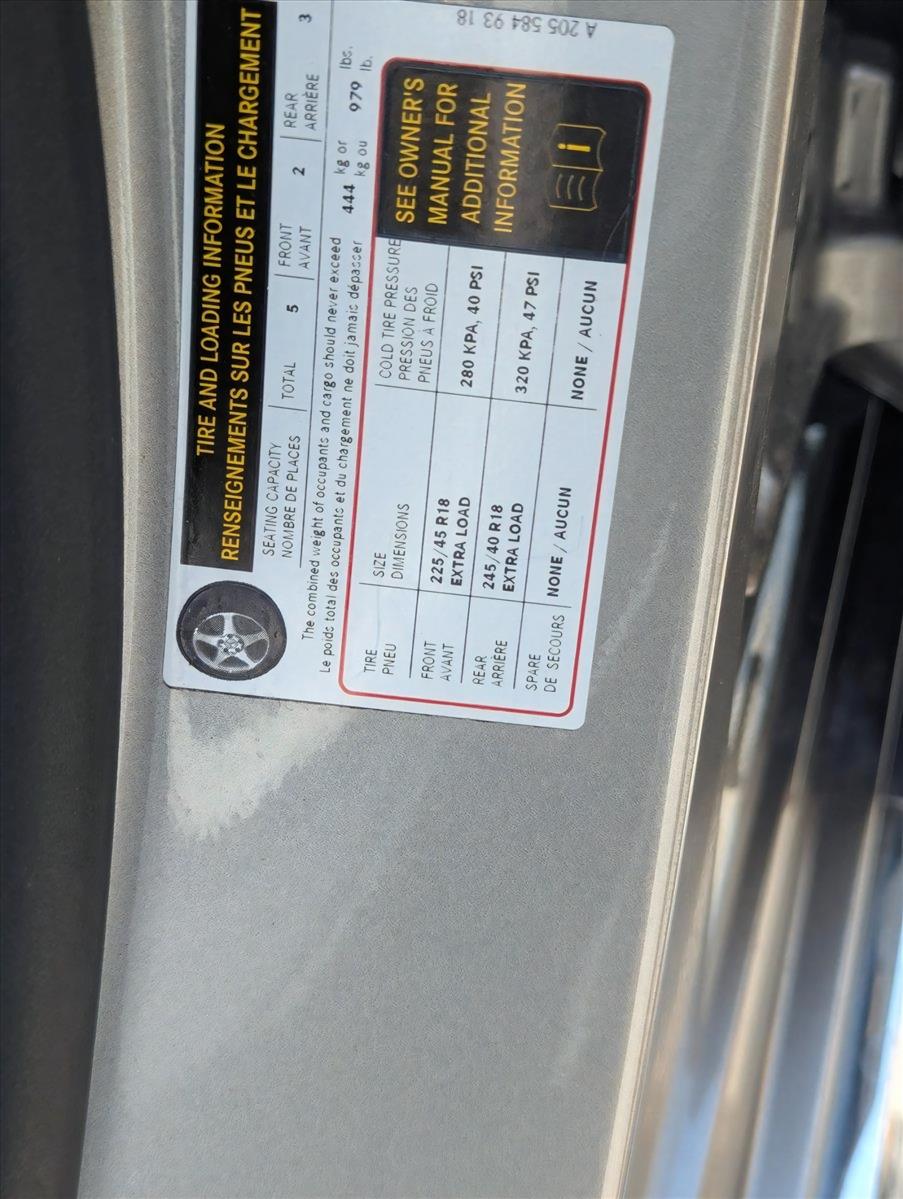 TIRE AND LOADING INFORMATION
RENSEIGNEMENTS SUR LES PNEUS ET LE CHARGEMENT
SEATING CAPACITY
NOMBRE DE PLACES
TOTAL 5
FRONT
AVANT
2
REAR
ARRIÈRE
3
The combined weight of occupants and cargo should never exceed
Le poids total des occupants et du chargement ne doit jamais dépasser
444
kg or
kg ou
979
lbs.
lb.
TIRE
PNEU
SIZE
DIMENSIONS
COLD TIRE PRESSURE
PRESSION DES
PNEUS À FROID
FRONT
AVANT
225/45 R18
EXTRA LOAD
280 KPA, 40 PSI
REAR
ARRIÈRE
245/40 R18
EXTRA LOAD
320 KPA, 47 PSI
SPARE
DE SECOURS
NONE / AUCUN
NONE / AUCUN
SEE OWNER'S
MANUAL FOR
ADDITIONAL
INFORMATION
i
A 205 584 93 18